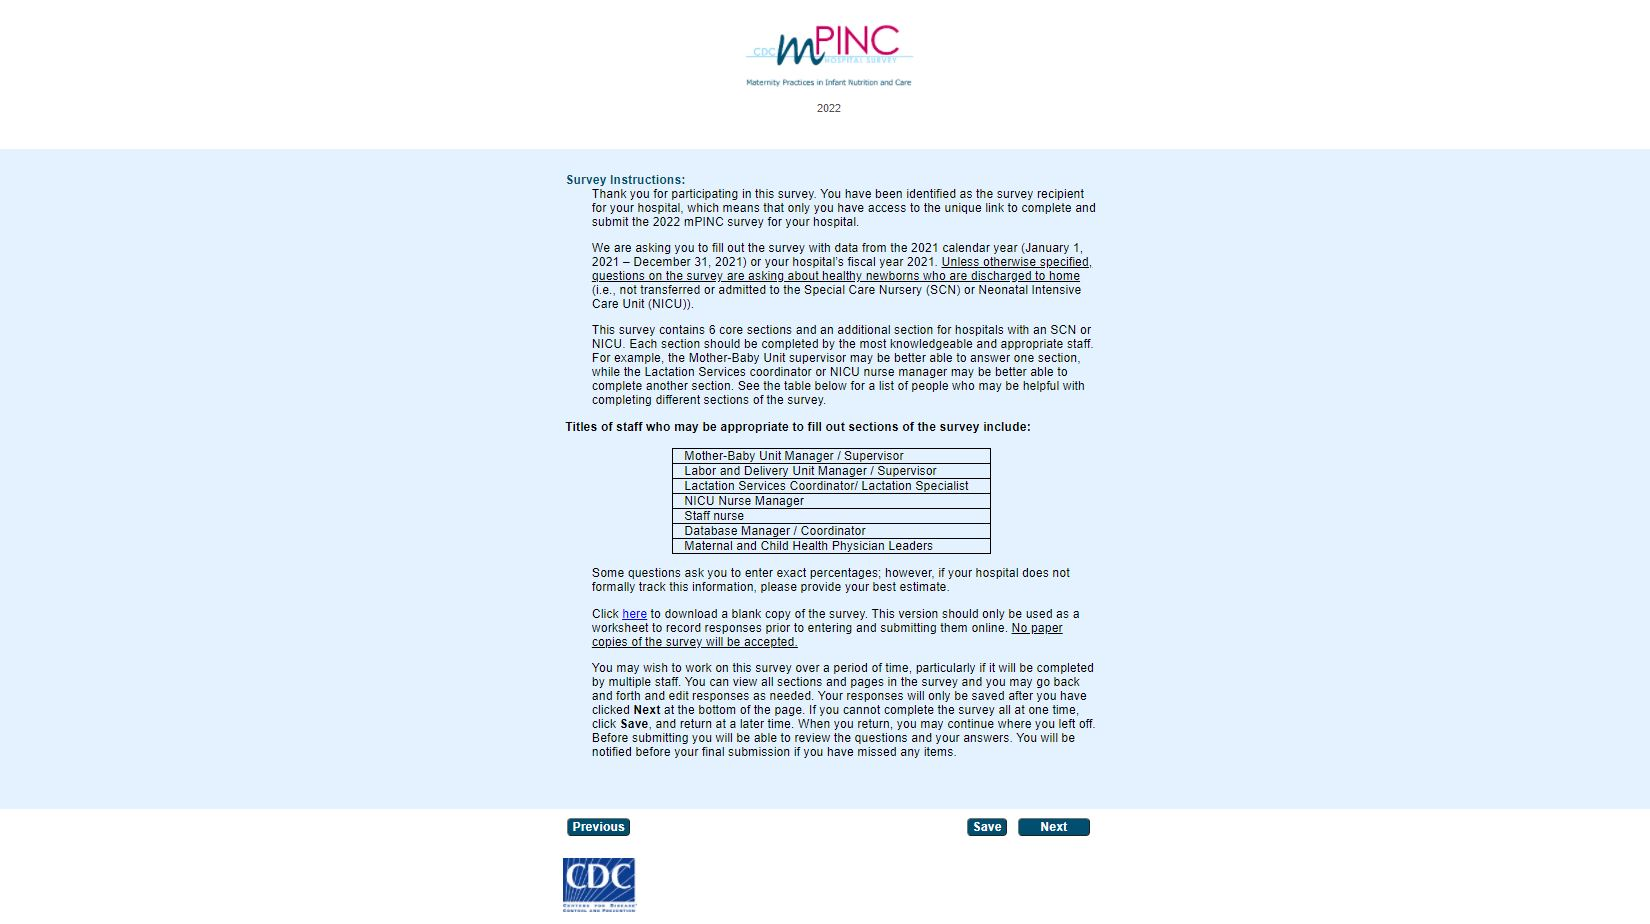 CDC mPINC
HOSPITAL SURVEY
Maternity Practices in Infant Nutrition and Care
2022
Survey Instructions:
Thank you for participating in this survey. You have been identified as the survey recipient
for your hospital, which means that only you have access to the unique link to complete and
submit the 2022 mPINC survey for your hospital.
We are asking you to fill out the survey with data from the 2021 calendar year (January 1,
2021 – December 31, 2021) or your hospital's fiscal year 2021. Unless otherwise specified,
questions on the survey are asking about healthy newborns who are discharged to home
(i.e., not transferred or admitted to the Special Care Nursery (SCN) or Neonatal Intensive
Care Unit (NICU)).
This survey contains 6 core sections and an additional section for hospitals with an SCN or
NICU. Each section should be completed by the most knowledgeable and appropriate staff.
For example, the Mother-Baby Unit supervisor may be better able to answer one section,
while the Lactation Services coordinator or NICU nurse manager may be better able to
complete another section. See the table below for a list of people who may be helpful with
completing different sections of the survey.
Titles of staff who may be appropriate to fill out sections of the survey include:
Mother-Baby Unit Manager / Supervisor
Labor and Delivery Unit Manager / Supervisor
Lactation Services Coordinator/ Lactation Specialist
NICU Nurse Manager
Staff nurse
Database Manager / Coordinator
Maternal and Child Health Physician Leaders
Some questions ask you to enter exact percentages; however, if your hospital does not
formally track this information, please provide your best estimate.
Click here to download a blank copy of the survey. This version should only be used as a
worksheet to record responses prior to entering and submitting them online. No paper
copies of the survey will be accepted.
You may wish to work on this survey over a period of time, particularly if it will be completed
by multiple staff. You can view all sections and pages in the survey and you may go back
and forth and edit responses as needed. Your responses will only be saved after you have
clicked Next at the bottom of the page. If you cannot complete the survey all at one time,
click Save, and return at a later time. When you return, you may continue where you left off.
Before submitting you will be able to review the questions and your answers. You will be
notified before your final submission if you have missed any items.
Previous
Save
Next
CDC
CENTERS FOR DISEASE
CONTROL AND PREVENTION